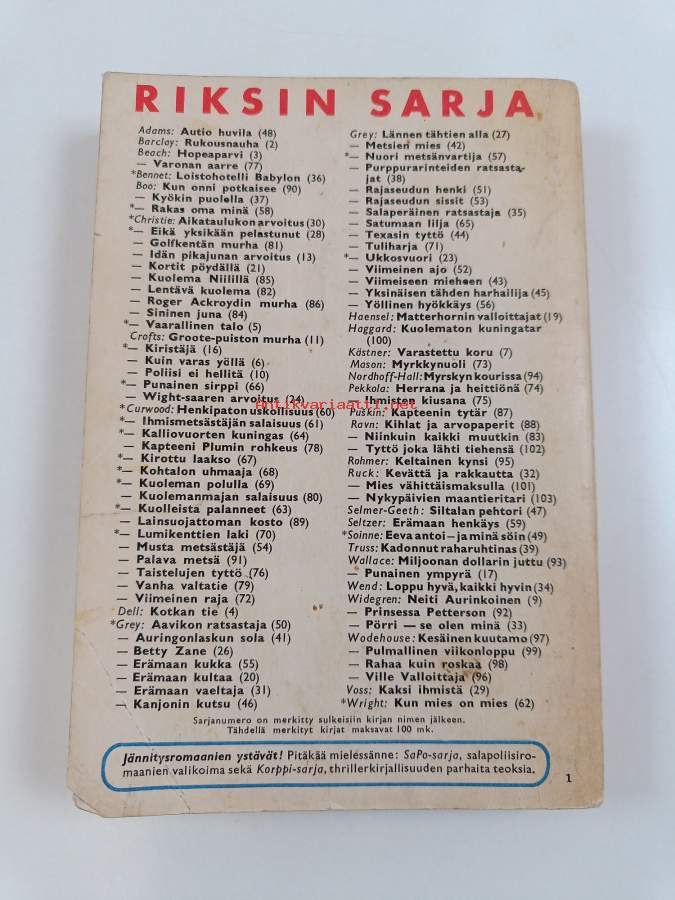 RIKSIN SARJA
Adams: Autio huvila (48)
Barclay: Rukousnauha (2)
Beach: Hopeaparvi (3)
— Varonan aarre (77)
*Bennet: Loistohotelli Babylon (36)
Boo: Kun onni potkaisee (90)
— Kyökin puolella (37)
*— Rakas oma minä (58)
*Christie: Aikataulukon arvoitus (30)
*— Eikä yksikään pelastunut (28)
— Golfkentän murha (81)
— Idän pikajunan arvoitus (13)
— Kortit pöydällä (21)
— Kuolema Niilillä (85)
— Lentävä kuolema (82)
— Roger Ackroydin murha (86)
— Sininen juna (84)
*— Vaarallinen talo (5)
Crofts: Groote-puiston murha (11)
*— Kiristäjä (16)
— Kuin varas yöllä (6)
— Poliisi ei hellitä (10)
*— Punainen sirppi (66)
— Wight-saaren arvoitus (24)
*Curwood: Henkipaton uskollisuus (60)
*— Ihmismetsästäjän salaisuus (61)
*— Kalliovuorten kuningas (64)
— Kapteeni Plumin rohkeus (78)
*— Kirottu laakso (67)
*— Kohtalon uhmaaja (68)
*— Kuoleman polulla (69)
— Kuolemanmajan salaisuus (80)
*— Kuolleista palanneet (63)
— Lainsuojattoman kosto (89)
*— Lumikenttien laki (70)
— Musta metsästäjä (54)
— Palava metsä (91)
— Taistelujen tyttö (76)
— Vanha valtatie (79)
— Viimeinen raja (72)
Dell: Kotkan tie (4)
*Grey: Aavikon ratsastaja (50)
— Auringonlaskun sola (41)
— Betty Zane (26)
— Erämaan kukka (55)
— Erämaan kultaa (20)
— Erämaan vaeltaja (31)
— Kanjonin kutsu (46)
Grey: Lännen tähtien alla (27)
— Metsien mies (42)
*— Nuori metsänvartija (57)
— Purppurarinteiden ratsasta-
jat (38)
— Rajaseudun henki (51)
— Rajaseudun sissit (53)
— Salaperäinen ratsastaja (35)
— Satumaan lilja (65)
— Texasin tyttö (44)
— Tuliharja (71)
*— Ukkosvuori (23)
— Viimeinen ajo (52)
— Viimeiseen mieheen (43)
— Yksinäisen tähden harhailija (45)
— Yöllinen hyökkäys (56)
Haensel: Matterhornin valloittajat (19)
Haggard: Kuolematon kuningatar
(100)
Kästner: Varastettu koru (7)
Mason: Myrkkynuoli (73)
Nordhoff-Hall: Myrskyn kourissa (94)
Pekkola: Herrana ja heittiönä (74)
— Ihmisten kiusana (75)
Puškin: Kapteenin tytär (87)
Ravn: Kihlat ja arvopaperit (88)
— Niinkuin kaikki muutkin (83)
— Tyttö joka lähti tiehensä (102)
Rohmer: Keltainen kynsi (95)
Ruck: Kevättä ja rakkautta (32)
— Mies vähittäismaksulla (101)
— Nykypäivien maantieritari (103)
Selmer-Geeth: Siltalan pehtori (47)
Seltzer: Erämaan henkäys (59)
*Soinne: Eeva antoi – ja minä söin (49)
Truss: Kadonnut raharuhtinas (39)
Wallace: Miljoonan dollarin juttu (93)
— Punainen ympyrä (17)
Wend: Loppu hyvä, kaikki hyvin (34)
Widegren: Neiti Aurinkoinen (9)
— Prinsessa Petterson (92)
— Pörri — se olen minä (33)
Wodehouse: Kesäinen kuutamo (97)
— Pulmallinen viikonloppu (99)
— Rahaa kuin roskaa (98)
— Ville Valloittaja (96)
Voss: Kaksi ihmistä (29)
*Wright: Kun mies on mies (62)
Sarjanumero on merkitty sulkeisiin kirjan nimen jälkeen.
Tähdellä merkityt kirjat maksavat 100 mk.
Jännitysromaanien ystävät! Pitäkää mielessänne: SaPo-sarja, salapoliisiro-
maanien valikoima sekä Korppi-sarja, thrillerkirjallisuuden parhaita teoksia.
1
Antikvariaatti.net